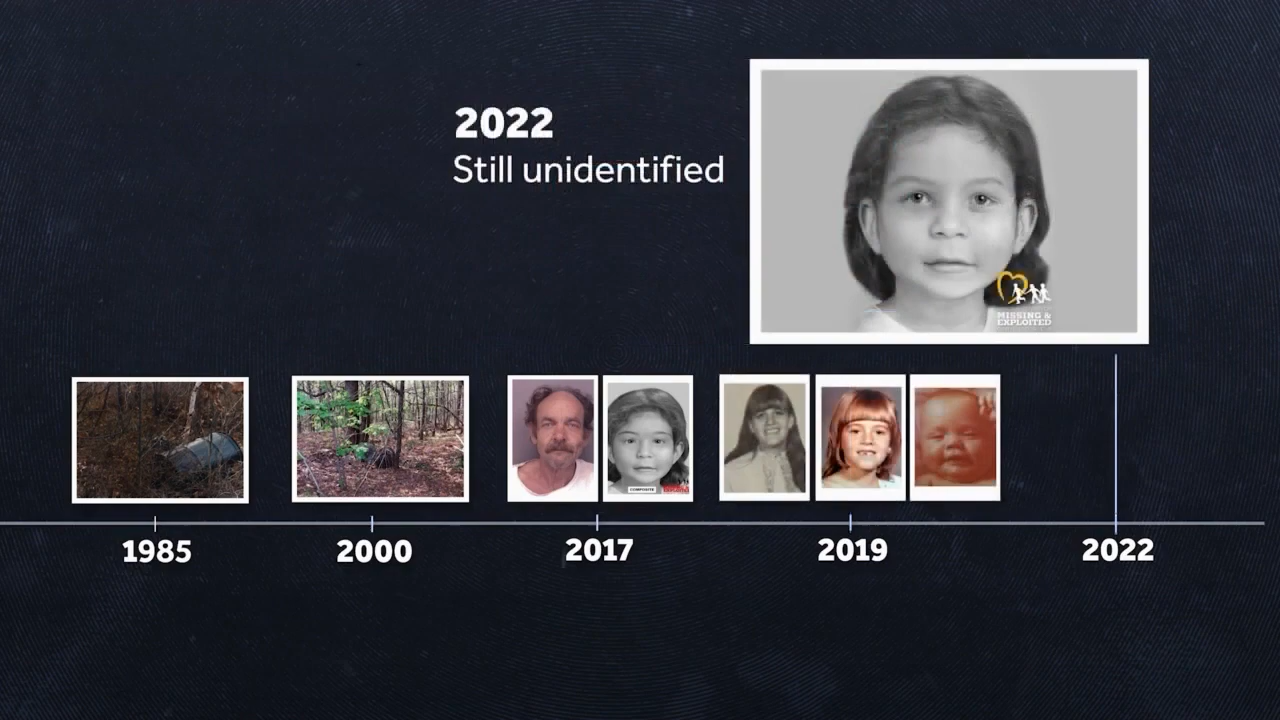 2022
Still unidentified
MISSING &
EXPLOITED
COMPOSITE
1985
2000
2017
2019
2022